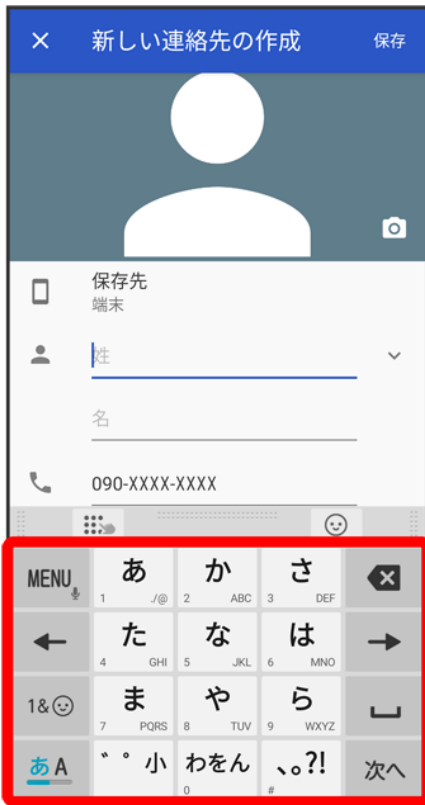 新しい連絡先の作成 保存
保存先
端末
姓
名
090-XXXX-XXXX
MENU あ 1 ./@ か 2 ABC さ 3 DEF
た 4 GHI な 5 JKL は 6 MNO
1& ま 7 PQRS や 8 TUV ら 9 WXYZ
あA ゛゜小 わをん 0 、。?! # 次へ